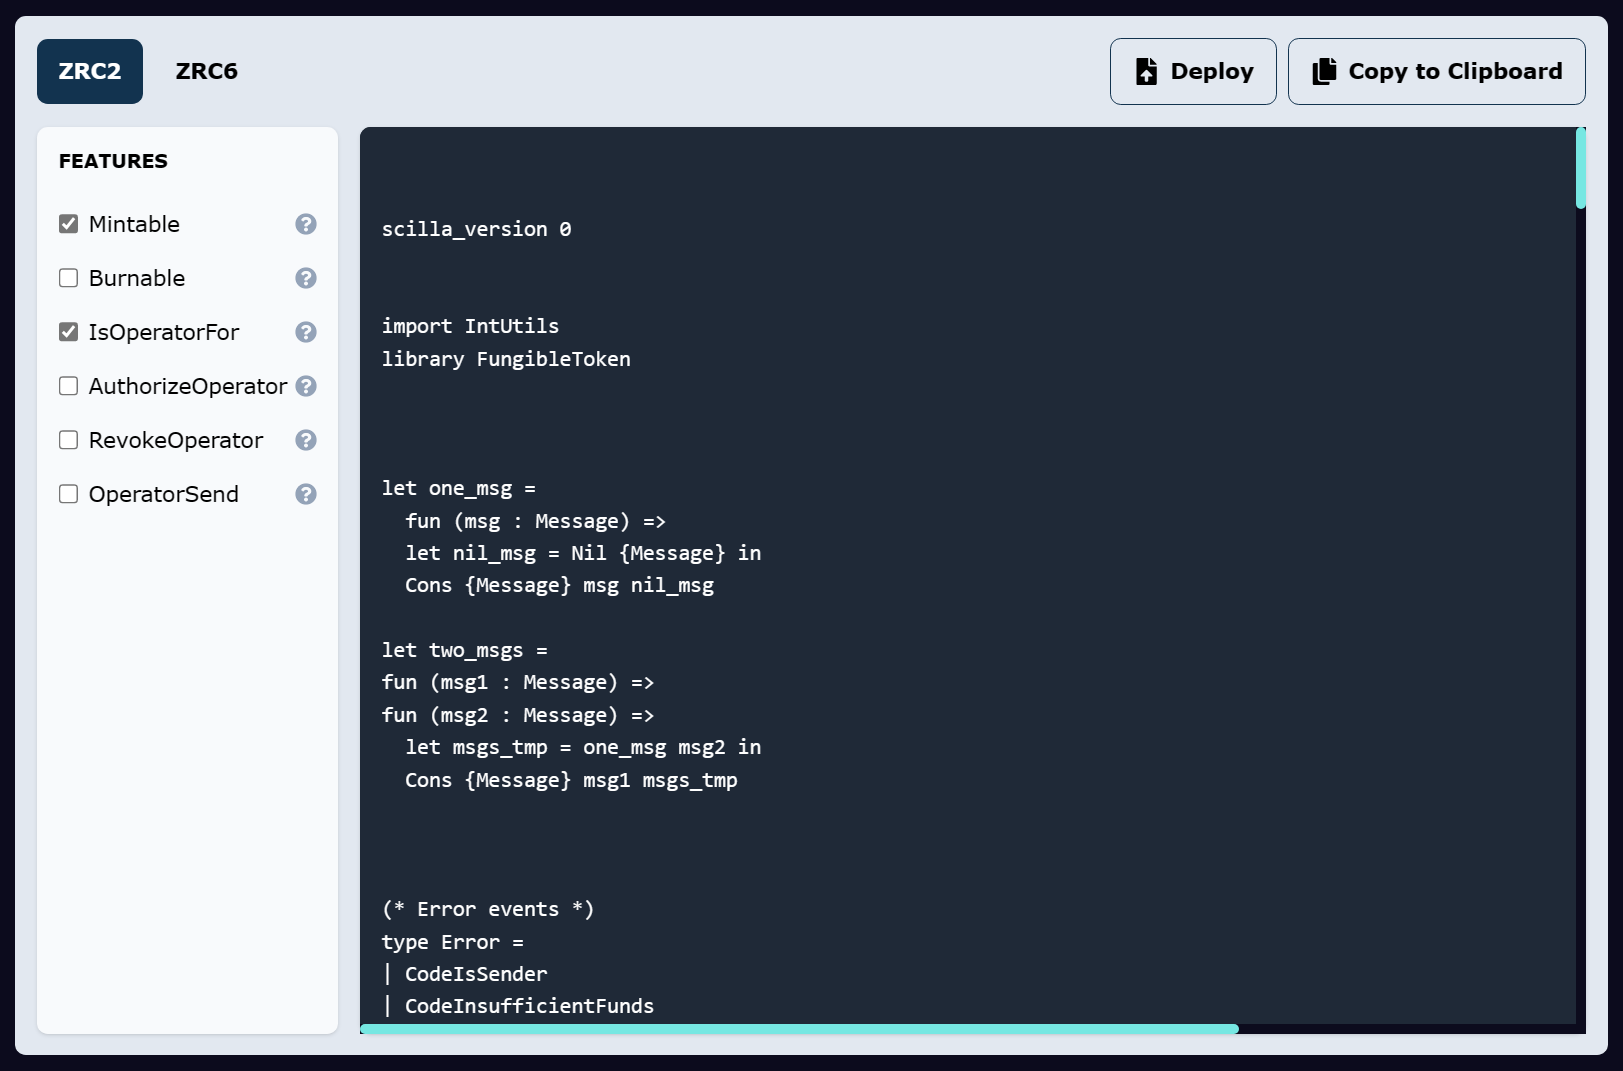 ZRC2
ZRC6
Deploy
Copy to Clipboard
FEATURES
Mintable
Burnable
IsOperatorFor
AuthorizeOperator
RevokeOperator
OperatorSend
scilla_version 0
import IntUtils
library FungibleToken
let one_msg =
  fun (msg : Message) =>
  let nil_msg = Nil {Message} in
  Cons {Message} msg nil_msg
let two_msgs =
fun (msg1 : Message) =>
fun (msg2 : Message) =>
  let msgs_tmp = one_msg msg2 in
  Cons {Message} msg1 msgs_tmp
(* Error events *)
type Error =
| CodeIsSender
| CodeInsufficientFunds